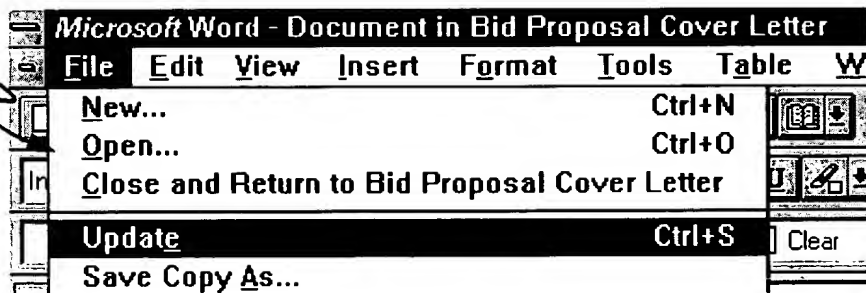 Microsoft Word - Document in Bid Proposal Cover Letter
File Edit View Insert Format Tools Table W
New... Ctrl+N
Open... Ctrl+O
Close and Return to Bid Proposal Cover Letter
In
U
Update Ctrl+S
Clear
Save Copy As...